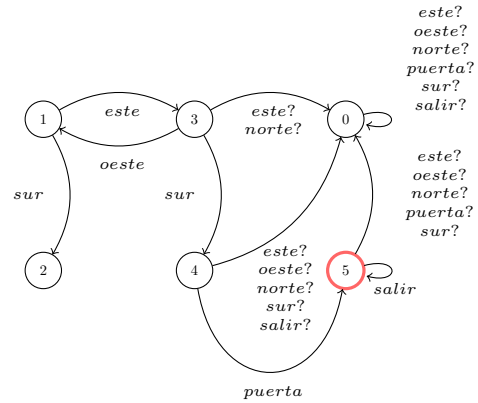 este?
oeste?
norte?
puerta?
sur?
salir?
1
este
3
este?
norte?
0
oeste
este?
oeste?
norte?
puerta?
sur?
sur
sur
2
4
este?
oeste?
norte?
sur?
salir?
5
salir
puerta